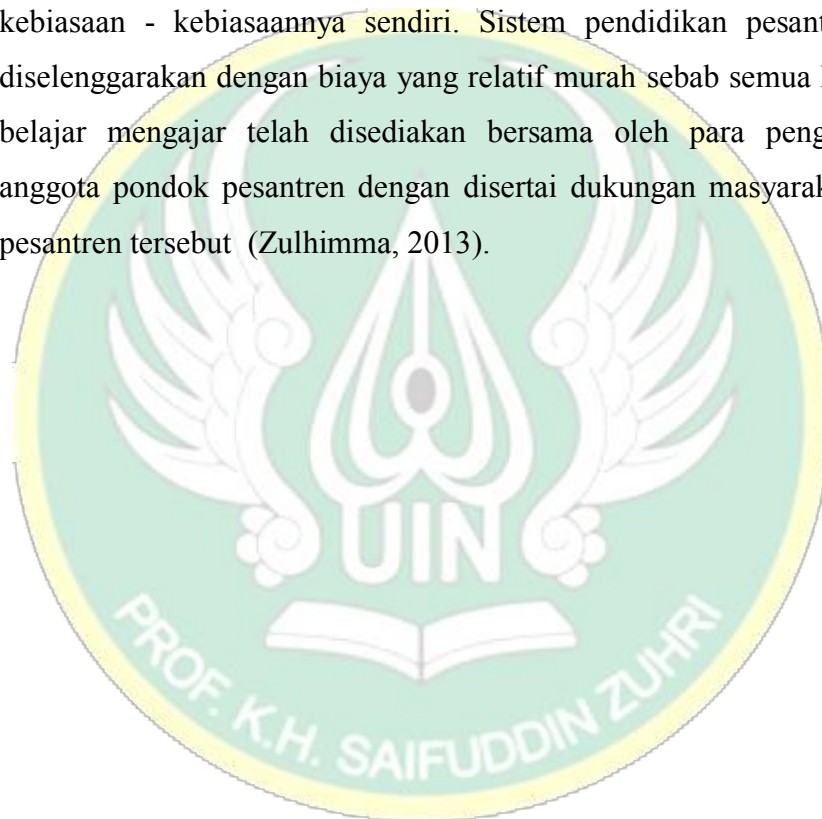 kebiasaan - kebiasaannya sendiri. Sistem pendidikan pesant
diselenggarakan dengan biaya yang relatif murah sebab semua
belajar mengajar telah disediakan bersama oleh para peng
anggota pondok pesantren dengan disertai dukungan masyarak
pesantren tersebut (Zulhimma, 2013).
UIN
PROF. K.H. SAIFUDDIN ZUHRI